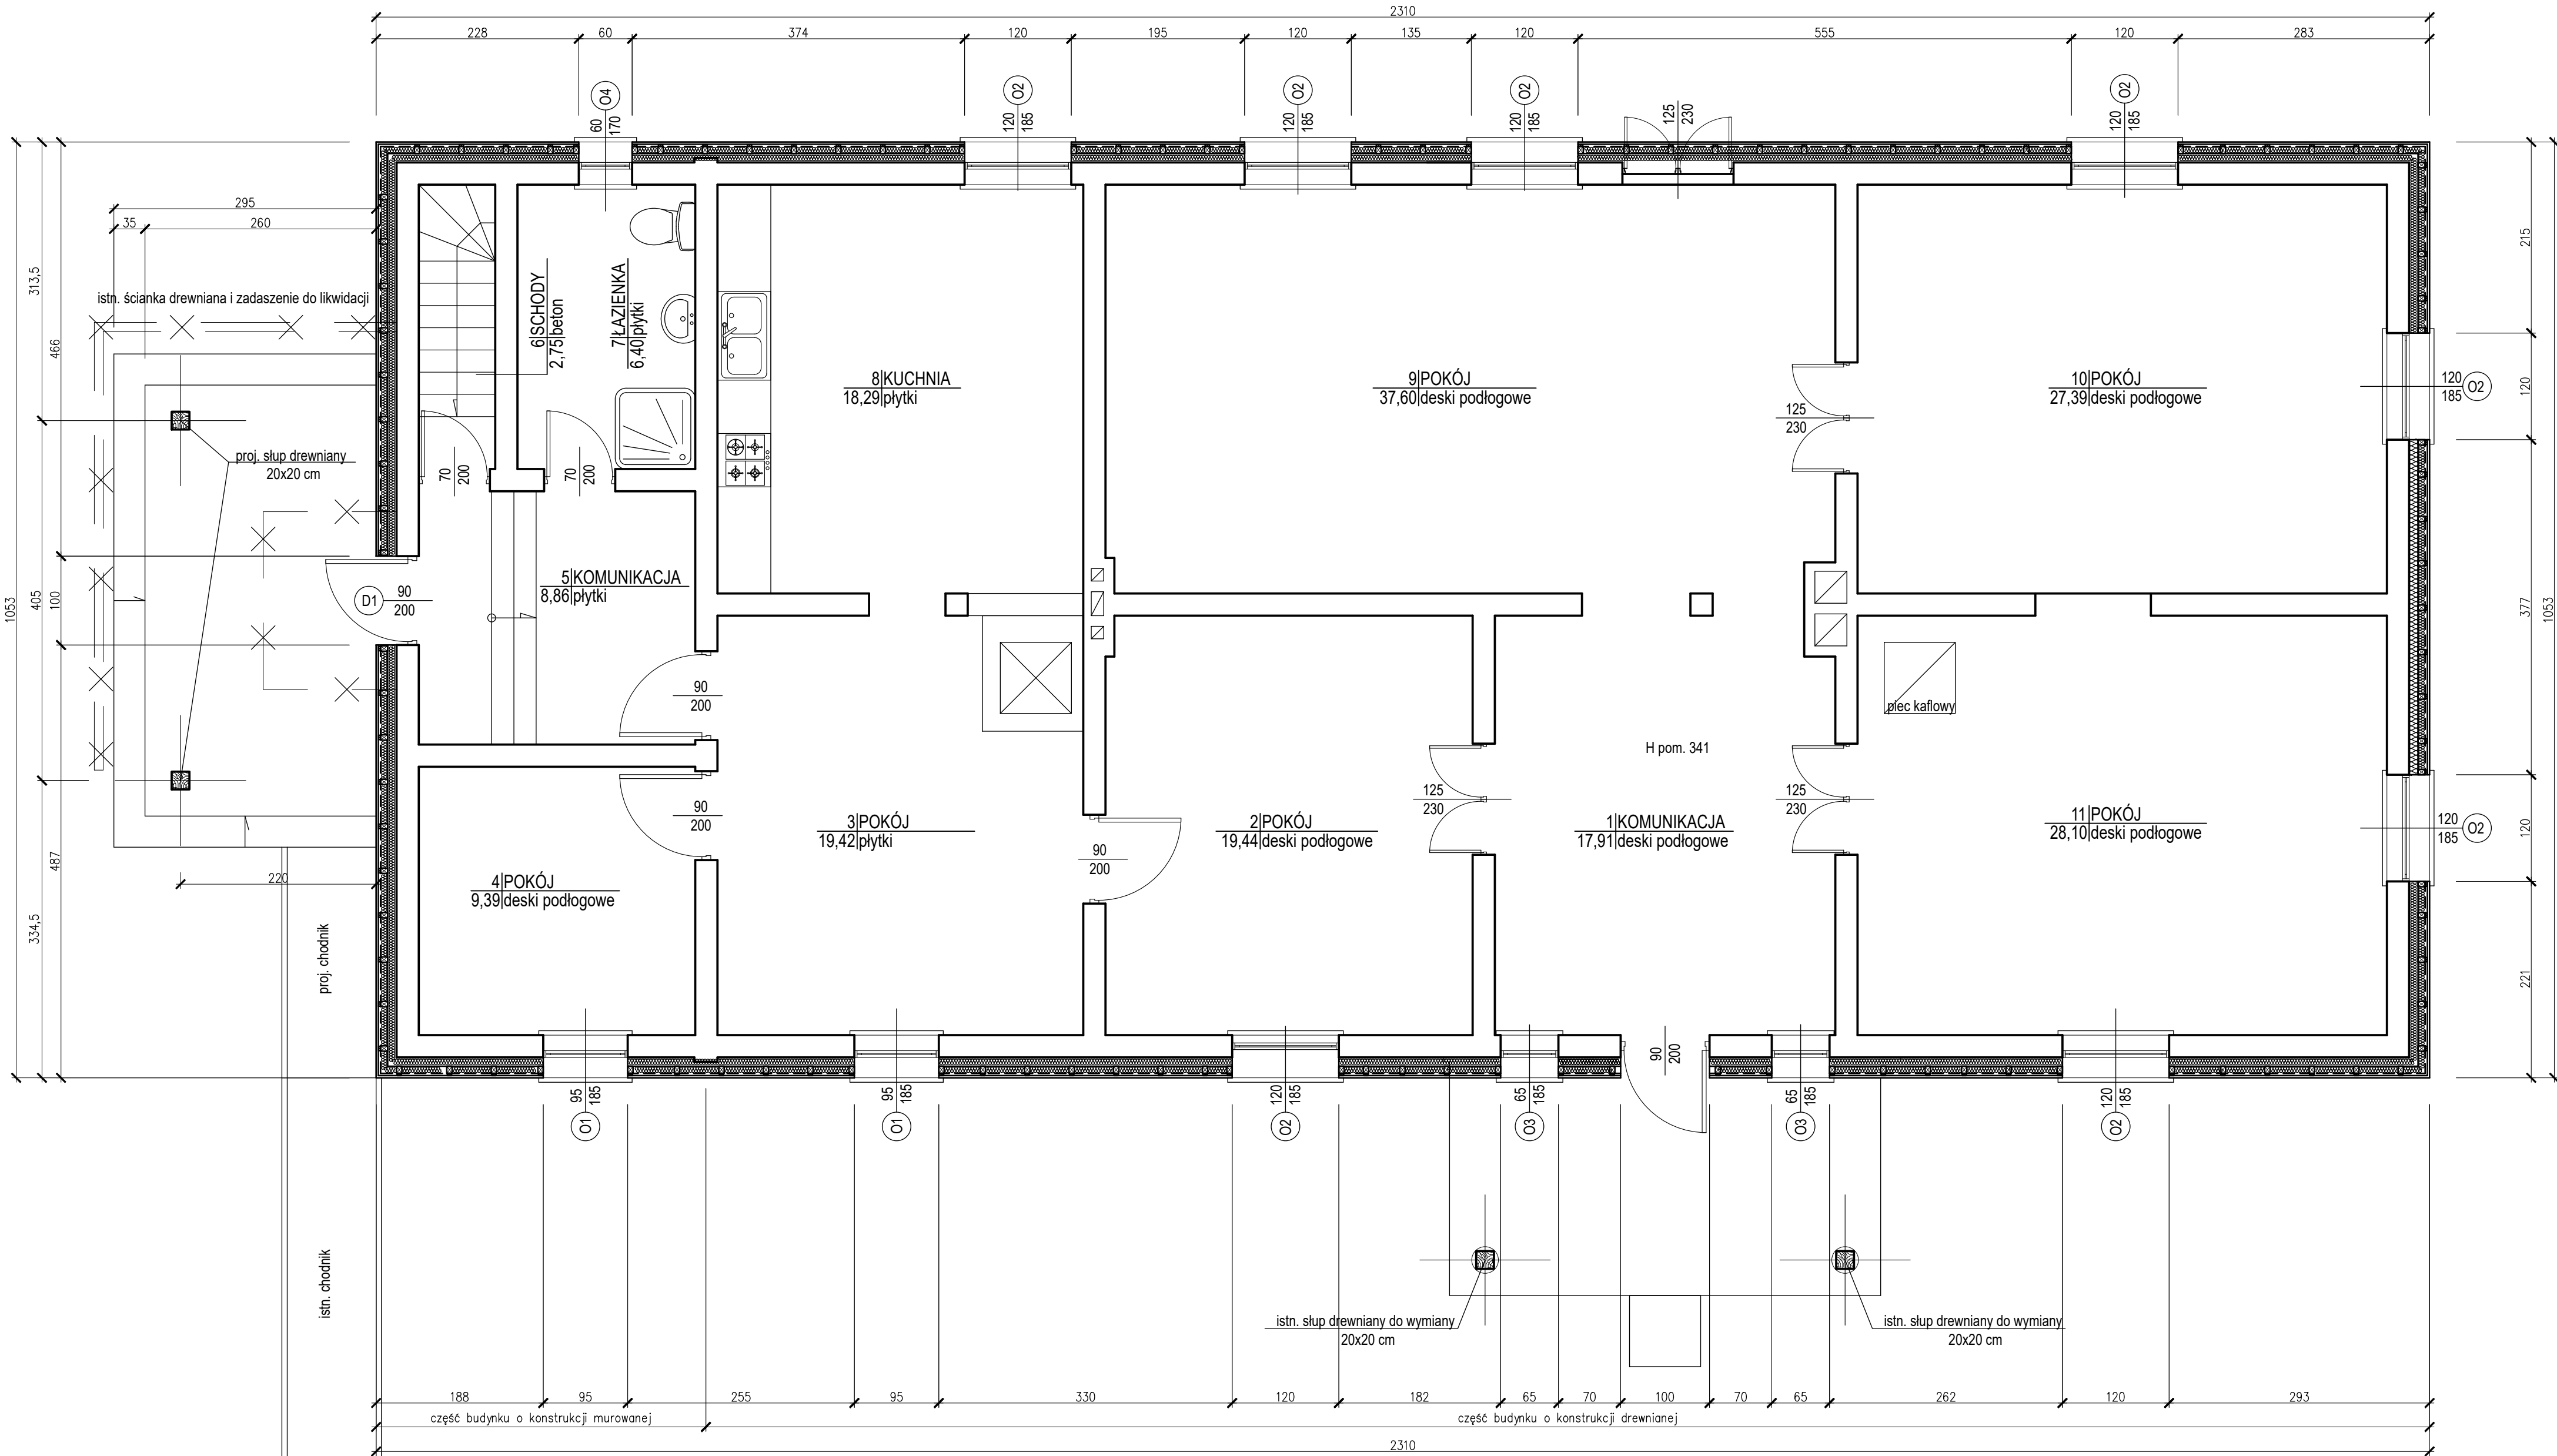 2310
228 60 374 120 195 120 135 120 555 120 283
O4 O2 O2 O2 O2
60
170
120
185
120
185
120
185
125
230
120
185
295
35 260
313,5
466
1053
405
100
334,5
487
215
120
377
1053
120
221
istn. ścianka drewniana i zadaszenie do likwidacji
proj. słup drewniany
20x20 cm
6 SCHODY
2,75 beton
7 ŁAZIENKA
6,40 płytki
8 KUCHNIA
18,29 płytki
9 POKÓJ
37,60 deski podłogowe
10 POKÓJ
27,39 deski podłogowe
120
185
O2
125
230
70
200
70
200
D1
90
200
5 KOMUNIKACJA
8,86 płytki
90
200
piec kaflowy
H pom. 341
90
200
3 POKÓJ
19,42 płytki
125
230
2 POKÓJ
19,44 deski podłogowe
1 KOMUNIKACJA
17,91 deski podłogowe
125
230
11 POKÓJ
28,10 deski podłogowe
120
185
O2
90
200
4 POKÓJ
9,39 deski podłogowe
220
proj. chodnik
istn. chodnik
90
200
95
185
95
185
120
185
65
185
65
185
120
185
O1 O1 O2 O3 O3 O2
istn. słup drewniany do wymiany
20x20 cm
istn. słup drewniany do wymiany
20x20 cm
188 95 255 95 330 120 182 65 70 100 70 65 262 120 293
część budynku o konstrukcji murowanej
część budynku o konstrukcji drewnianej
2310